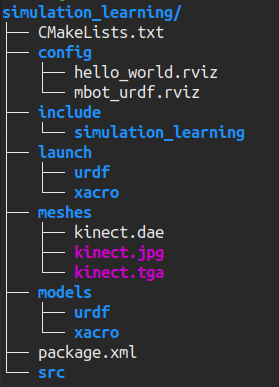 simulation_learning/
├── CMakeLists.txt
├── config
│   ├── hello_world.rviz
│   └── mbot_urdf.rviz
├── include
│   └── simulation_learning
├── launch
│   ├── urdf
│   └── xacro
├── meshes
│   ├── kinect.dae
│   ├── kinect.jpg
│   └── kinect.tga
├── models
│   ├── urdf
│   └── xacro
├── package.xml
└── src